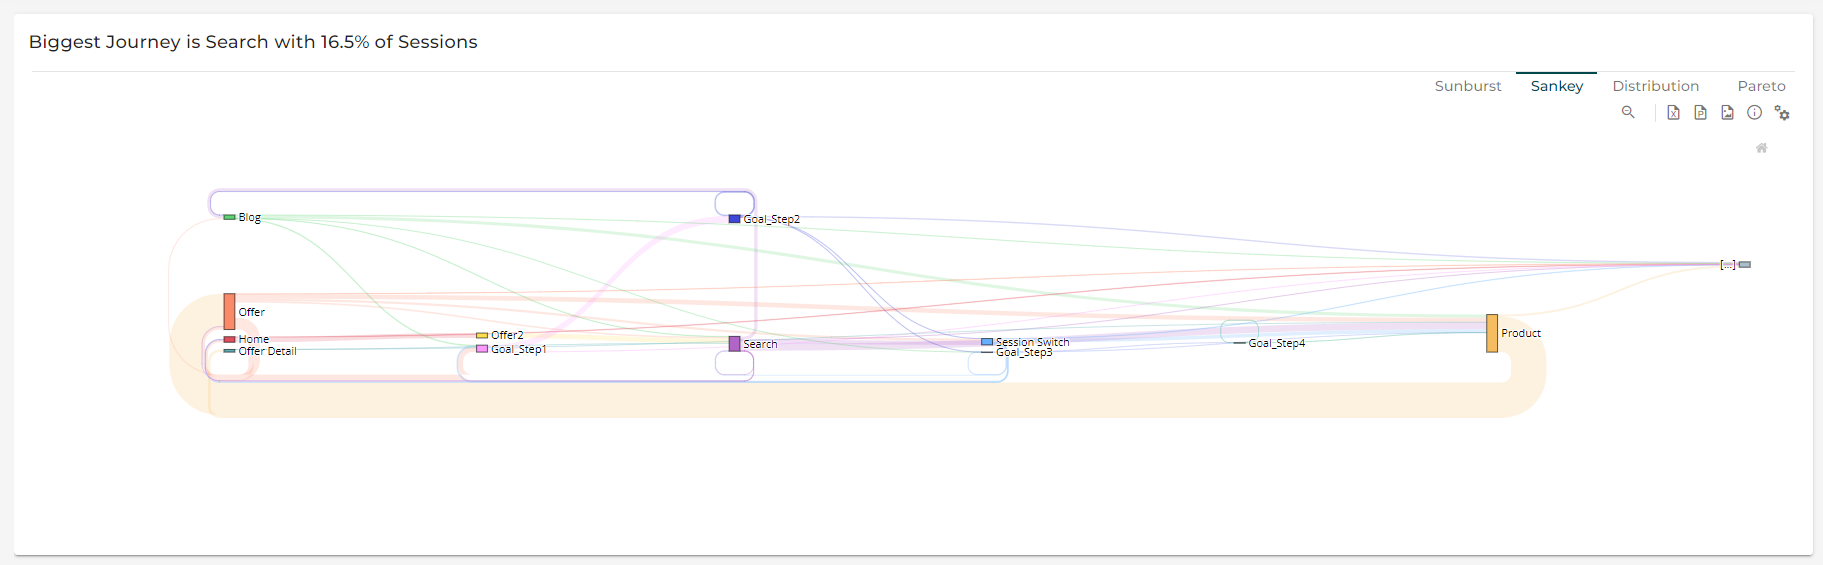 Biggest Journey is Search with 16.5% of Sessions
Sunburst Sankey Distribution Pareto
Blog
Goal_Step2
[...]
Offer
Home
Offer Detail
Offer2
Goal_Step1
Search
Session Switch
Goal_Step3
Goal_Step4
Product